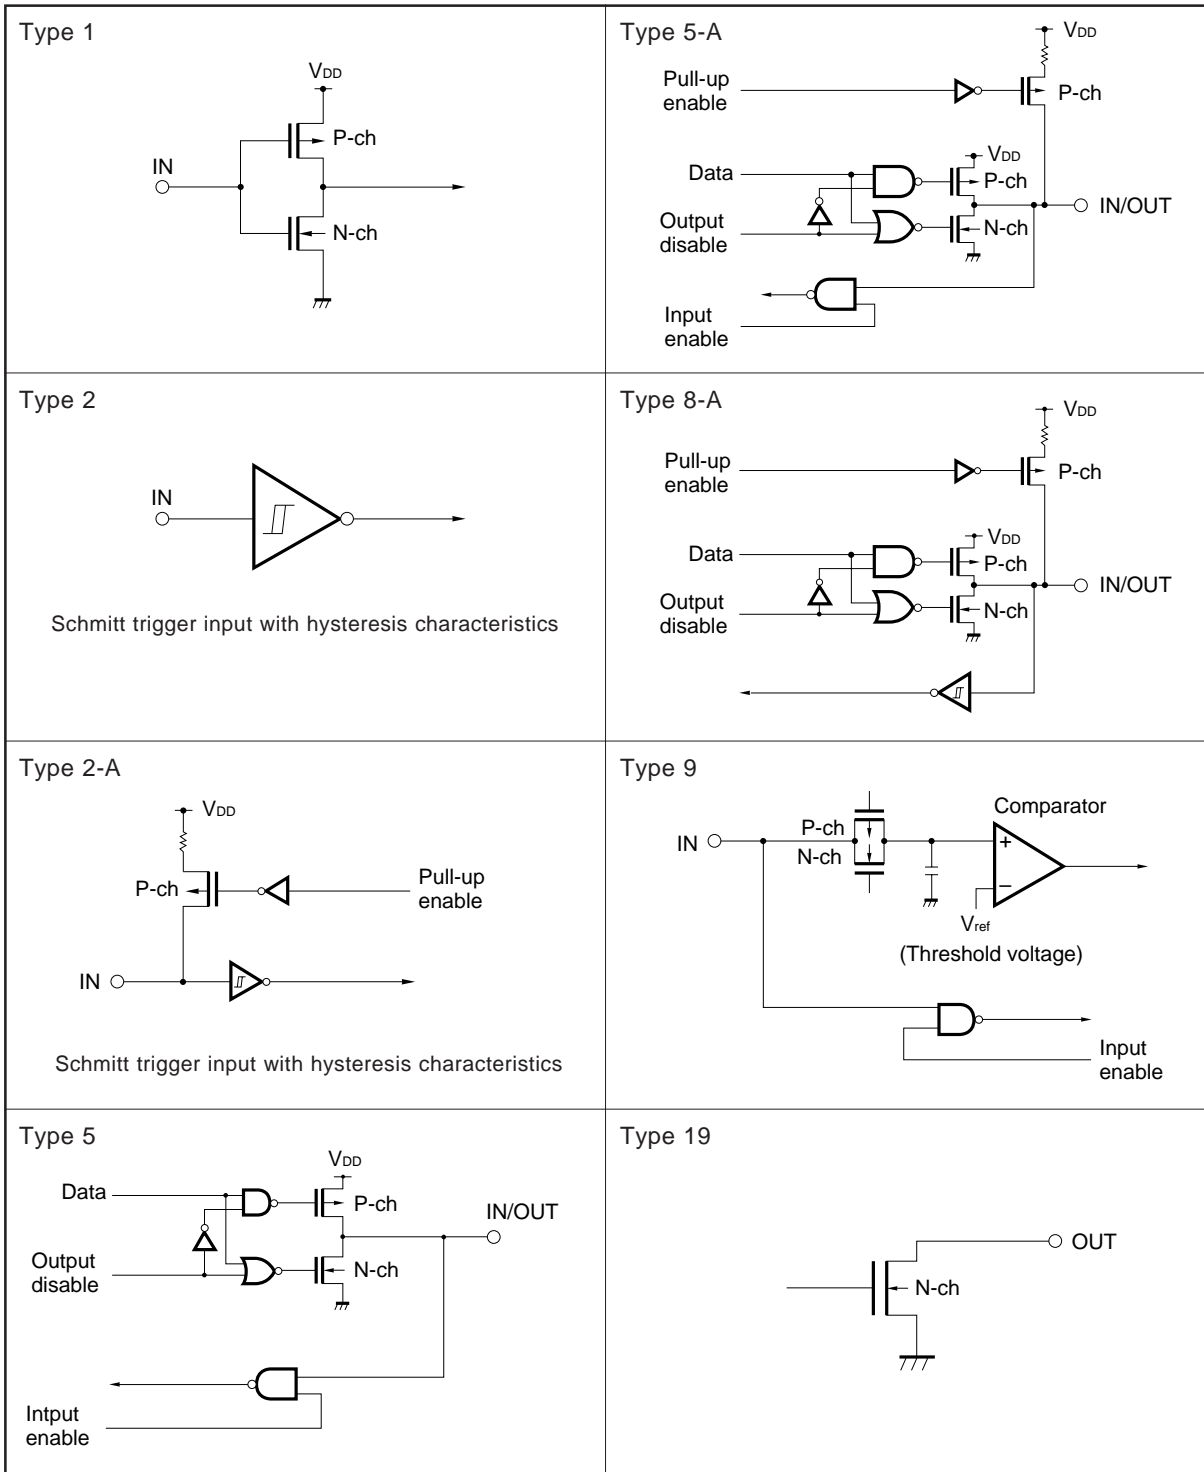 Type 1
VDD
P-ch
IN
N-ch
Type 5-A
VDD
Pull-up
enable
P-ch
VDD
Data
P-ch
IN/OUT
Output
disable
N-ch
Input
enable
Type 2
IN
Schmitt trigger input with hysteresis characteristics
Type 8-A
VDD
Pull-up
enable
P-ch
VDD
Data
P-ch
IN/OUT
Output
disable
N-ch
Type 2-A
VDD
P-ch
Pull-up
enable
IN
Schmitt trigger input with hysteresis characteristics
Type 9
Comparator
P-ch
IN
N-ch
+
−
Vref
(Threshold voltage)
Input
enable
Type 5
VDD
Data
P-ch
IN/OUT
Output
disable
N-ch
Intput
enable
Type 19
OUT
N-ch